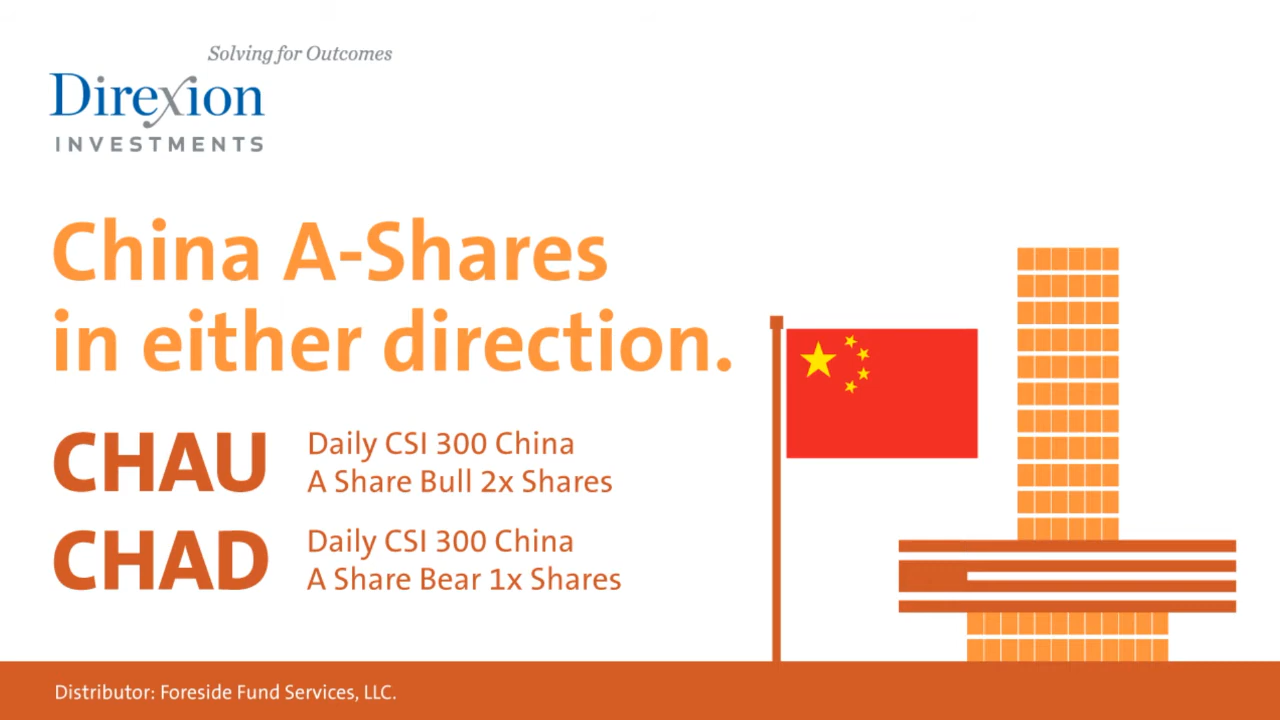 Solving for Outcomes
Direxion
INVESTMENTS
China A-Shares
in either direction.
CHAU
Daily CSI 300 China
A Share Bull 2x Shares
CHAD
Daily CSI 300 China
A Share Bear 1x Shares
Distributor: Foreside Fund Services, LLC.